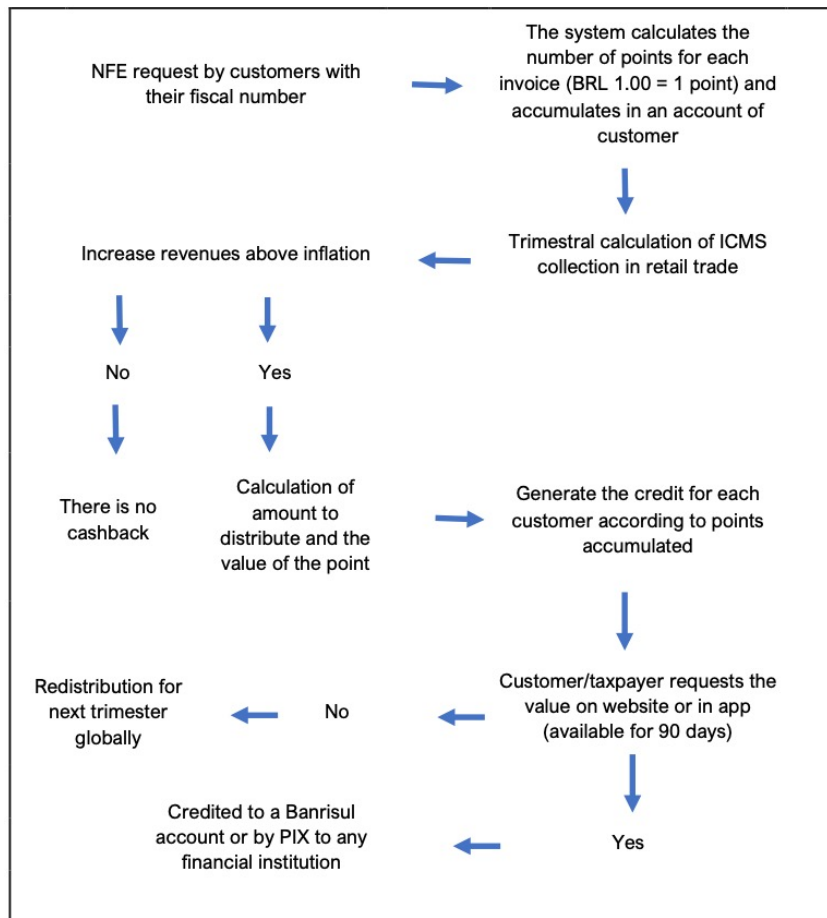 NFE request by customers with
their fiscal number
The system calculates the
number of points for each
invoice (BRL 1.00 = 1 point) and
accumulates in an account of
customer
Trimestral calculation of ICMS
collection in retail trade
Increase revenues above inflation
No
Yes
There is no
cashback
Calculation of
amount to
distribute and the
value of the point
Generate the credit for each
customer according to points
accumulated
Customer/taxpayer requests the
value on website or in app
(available for 90 days)
No
Redistribution for
next trimester
globally
Yes
Credited to a Banrisul
account or by PIX to any
financial institution